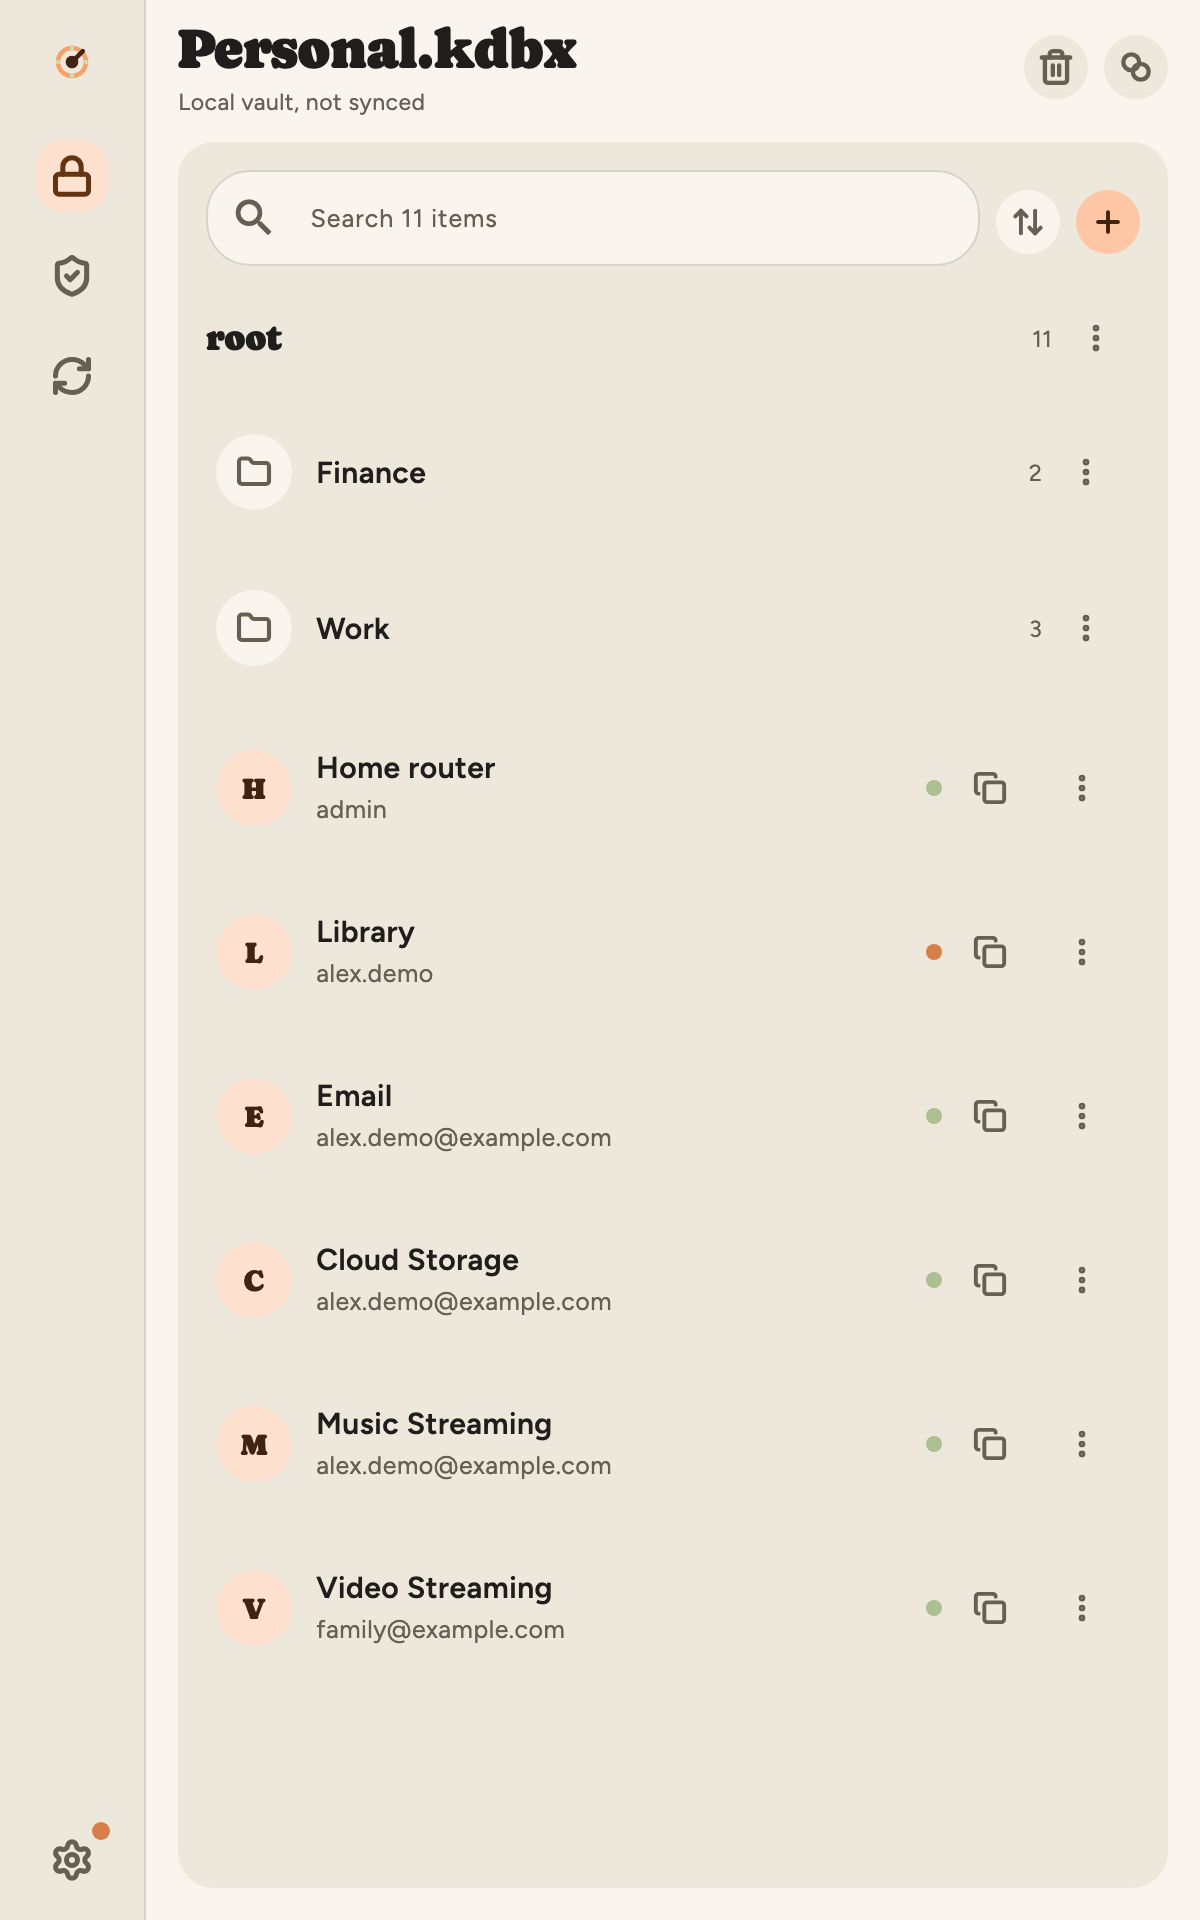 Personal.kdbx
Local vault, not synced
Search 11 items
root 11
Finance 2
Work 3
H Home router
admin
L Library
alex.demo
E Email
alex.demo@example.com
C Cloud Storage
alex.demo@example.com
M Music Streaming
alex.demo@example.com
V Video Streaming
family@example.com